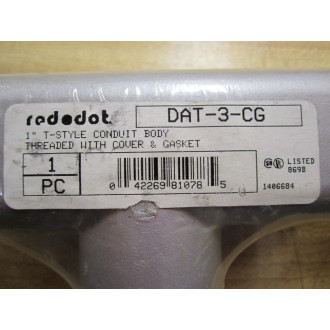 red•dot.
DAT-3-CG
1" T-STYLE CONDUIT BODY
THREADED WITH COVER & GASKET
1
PC
0 42269 81078 5
LISTED
869B
1406684